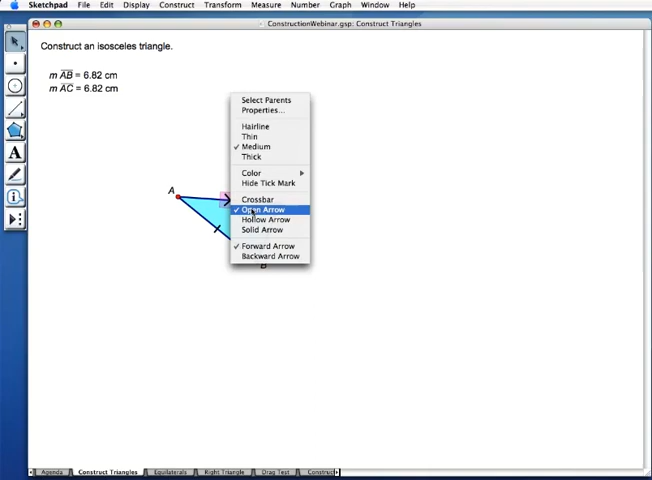 Sketchpad File Edit Display Construct Transform Measure Number Graph Window Help
ConstructionWebinar.gsp: Construct Triangles
Construct an isosceles triangle.
m AB = 6.82 cm
m AC = 6.82 cm
Select Parents
Properties...
Hairline
Thin
✓ Medium
Thick
Color
Hide Tick Mark
Crossbar
✓ Open Arrow
Hollow Arrow
Solid Arrow
✓ Forward Arrow
Backward Arrow
A
B
A
Agenda Construct Triangles Equilaterals Right Triangle Drag Test Construct